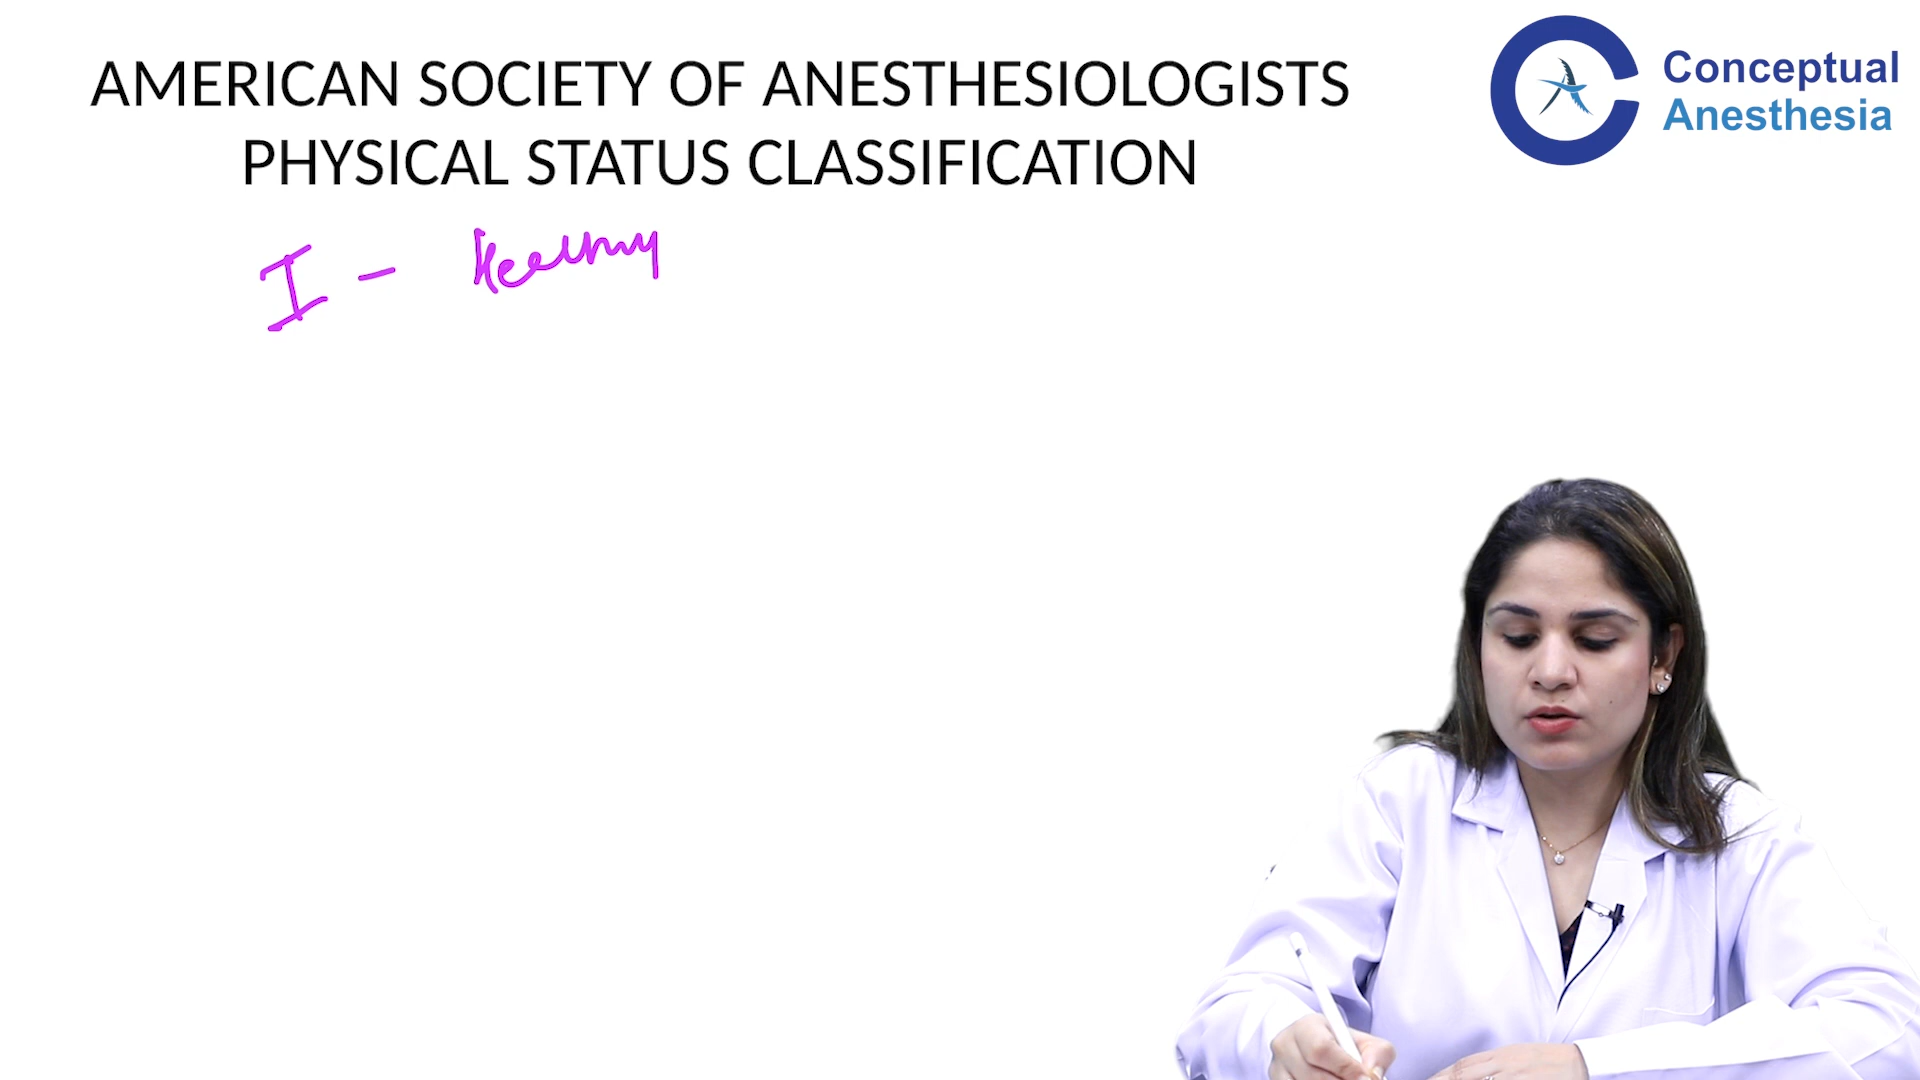 AMERICAN SOCIETY OF ANESTHESIOLOGISTS
PHYSICAL STATUS CLASSIFICATION
Conceptual
Anesthesia
I - Healthy